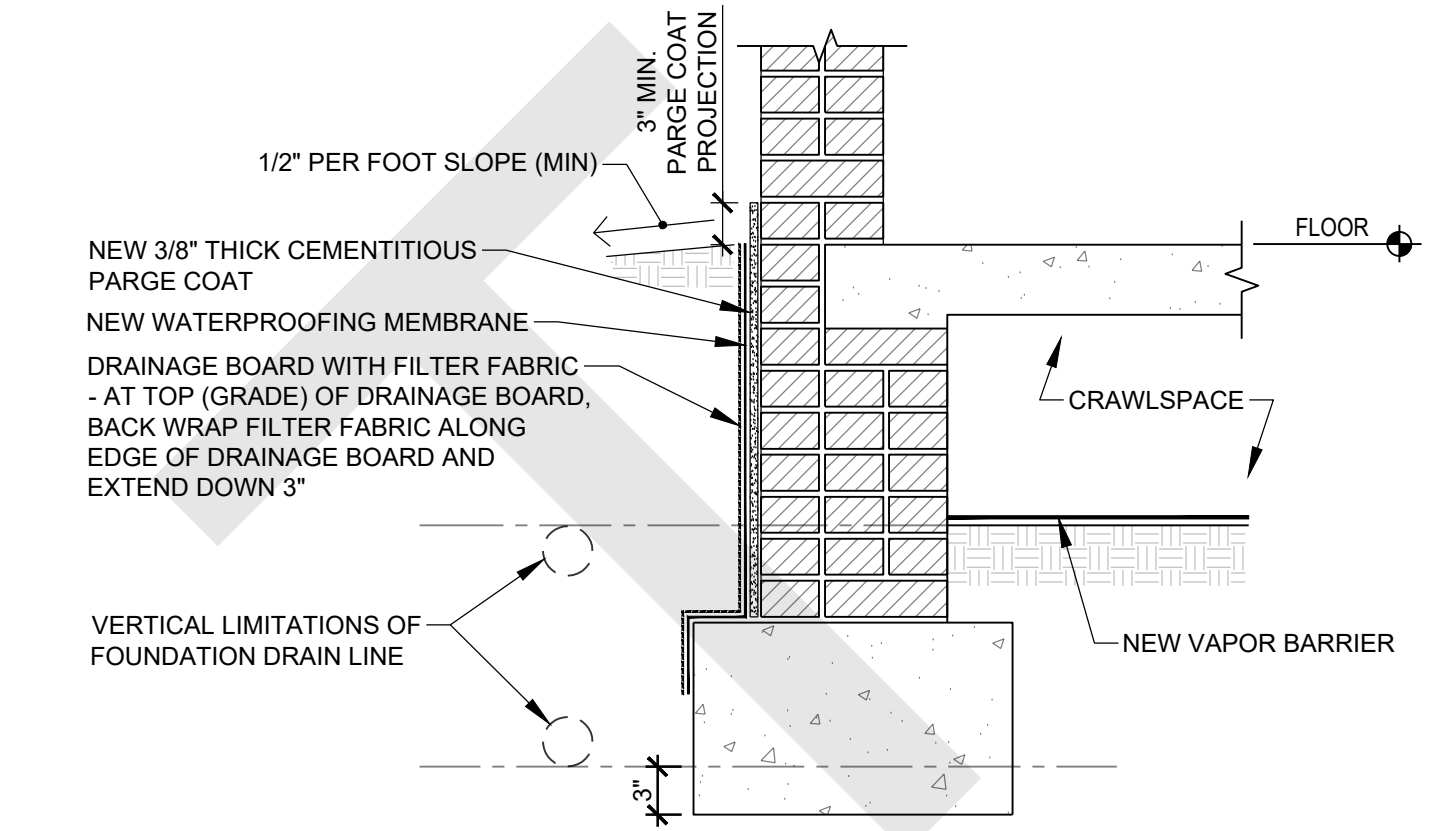 3" MIN.
PARGE COAT
PROJECTION
1/2" PER FOOT SLOPE (MIN)
FLOOR
NEW 3/8" THICK CEMENTITIOUS
PARGE COAT
NEW WATERPROOFING MEMBRANE
DRAINAGE BOARD WITH FILTER FABRIC
- AT TOP (GRADE) OF DRAINAGE BOARD,
BACK WRAP FILTER FABRIC ALONG
EDGE OF DRAINAGE BOARD AND
EXTEND DOWN 3"
CRAWLSPACE
VERTICAL LIMITATIONS OF
FOUNDATION DRAIN LINE
NEW VAPOR BARRIER
3"